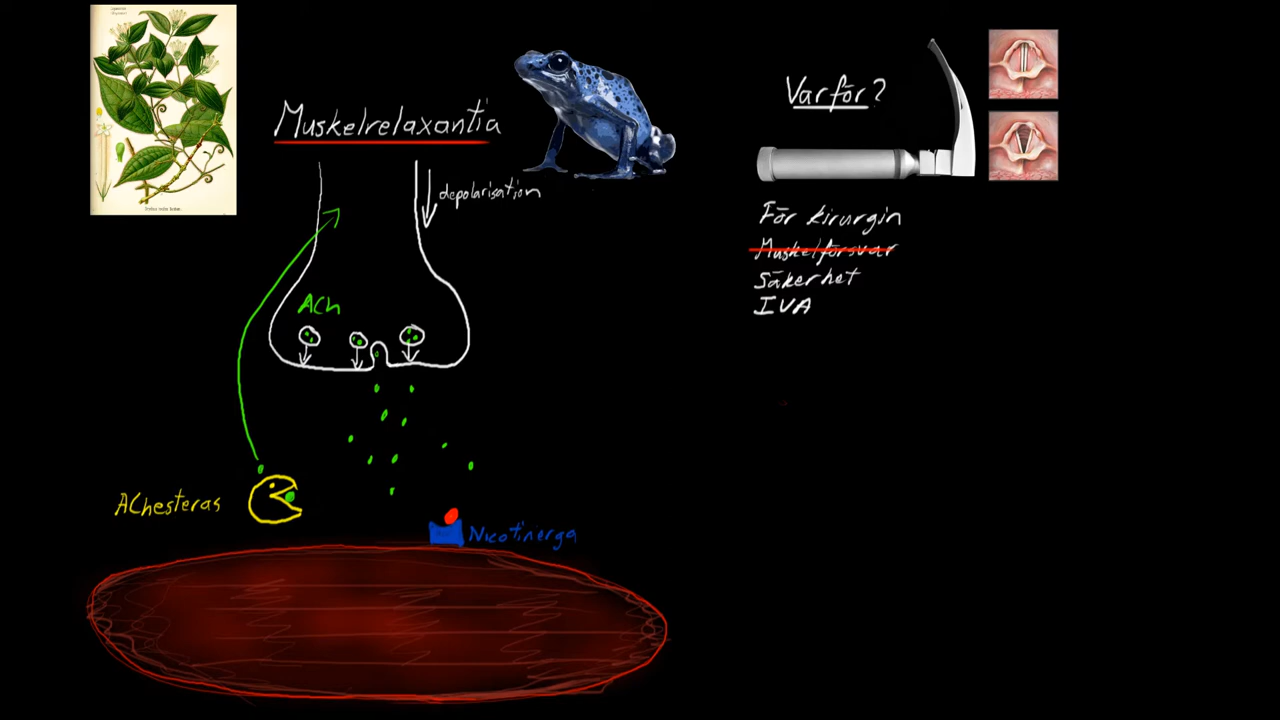 Muskelrelaxantia
depolarisation
ACh
AChesteras
Nicotinerga
Varför?
För kirurgin
Muskelförsvar
Säkerhet
IVA